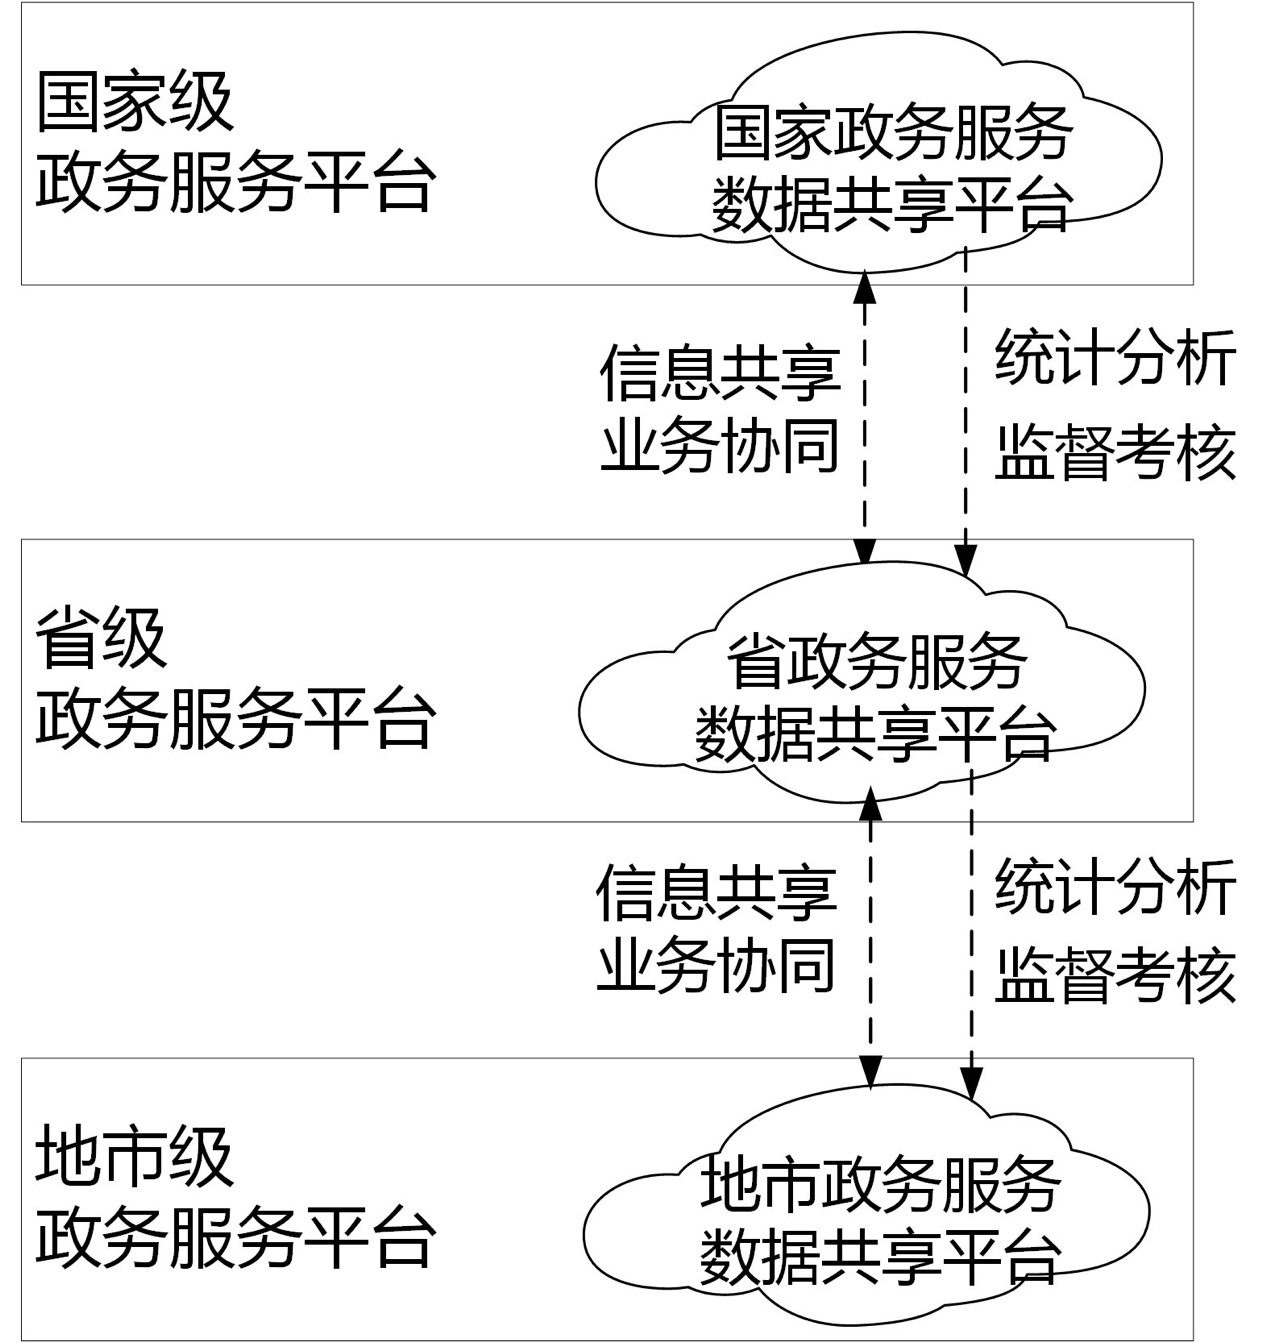 国家级
政务服务平台
国家政务服务
数据共享平台
信息共享
业务协同
统计分析
监督考核
省级
政务服务平台
省政务服务
数据共享平台
信息共享
业务协同
统计分析
监督考核
地市级
政务服务平台
地市政务服务
数据共享平台